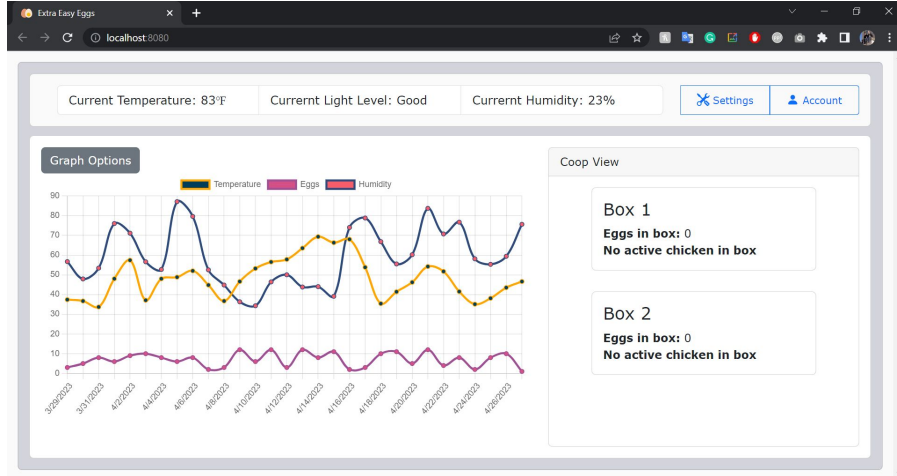 Extra Easy Eggs
localhost:8080
Current Temperature: 83°F
Currernt Light Level: Good
Currernt Humidity: 23%
Settings
Account
Graph Options
Temperature Eggs Humidity
90
80
70
60
50
40
30
20
10
0
3/29/2023 3/31/2023 4/2/2023 4/4/2023 4/6/2023 4/8/2023 4/10/2023 4/12/2023 4/14/2023 4/16/2023 4/18/2023 4/20/2023 4/22/2023 4/24/2023 4/26/2023
Coop View
Box 1
Eggs in box: 0
No active chicken in box
Box 2
Eggs in box: 0
No active chicken in box